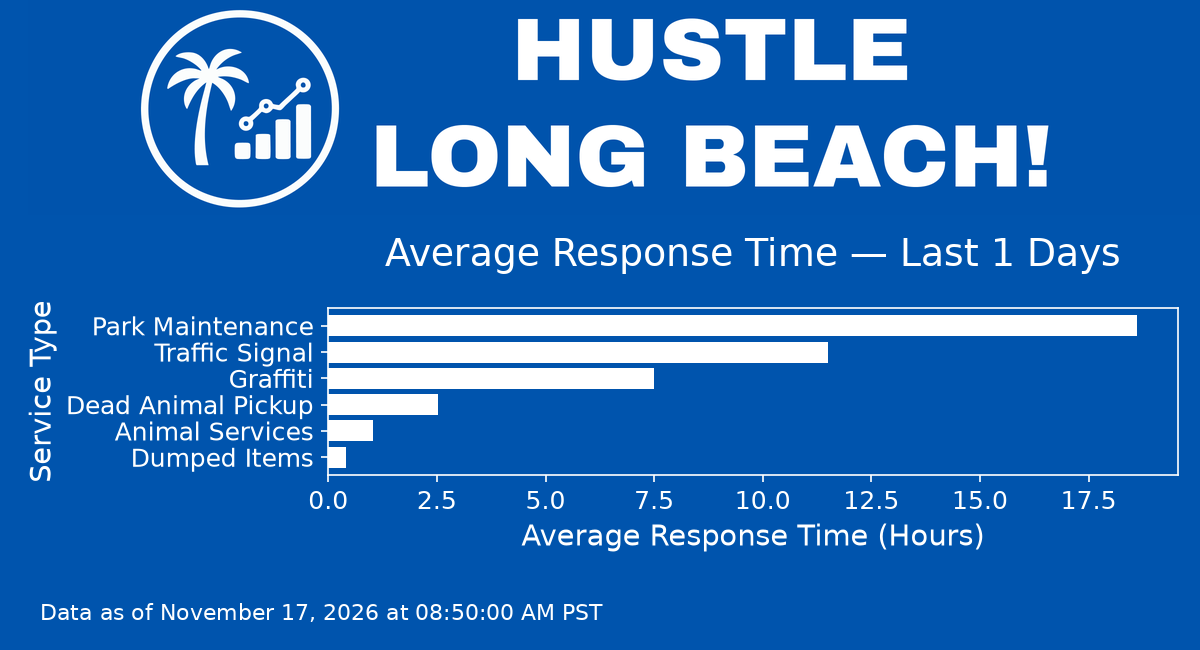 HUSTLE
LONG BEACH!
Average Response Time — Last 1 Days
Service Type
Park Maintenance
Traffic Signal
Graffiti
Dead Animal Pickup
Animal Services
Dumped Items
0.0 2.5 5.0 7.5 10.0 12.5 15.0 17.5
Average Response Time (Hours)
Data as of November 17, 2026 at 08:50:00 AM PST